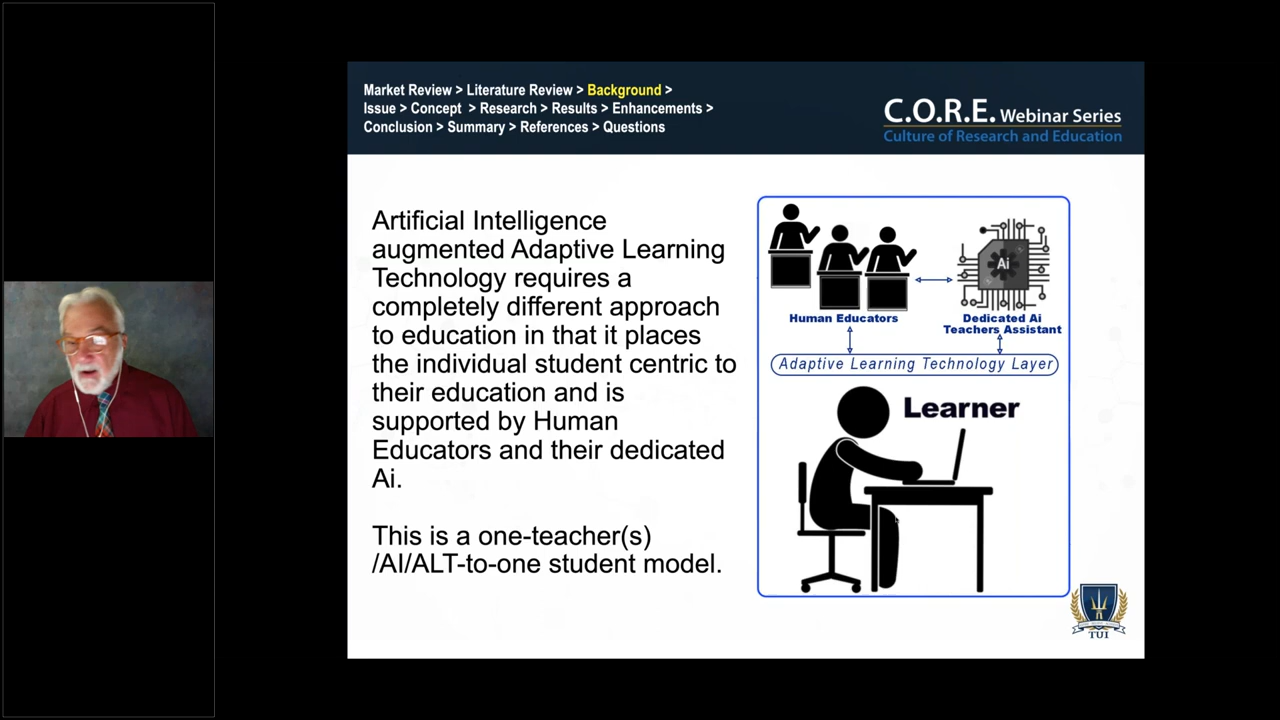 Market Review > Literature Review > Background >
Issue > Concept > Research > Results > Enhancements >
Conclusion > Summary > References > Questions
C.O.R.E. Webinar Series
Culture of Research and Education
Artificial Intelligence
augmented Adaptive Learning
Technology requires a
completely different approach
to education in that it places
the individual student centric to
their education and is
supported by Human
Educators and their dedicated
Ai.
This is a one-teacher(s)
/AI/ALT-to-one student model.
Ai
Human Educators
Dedicated Ai
Teachers Assistant
Adaptive Learning Technology Layer
Learner
TUI